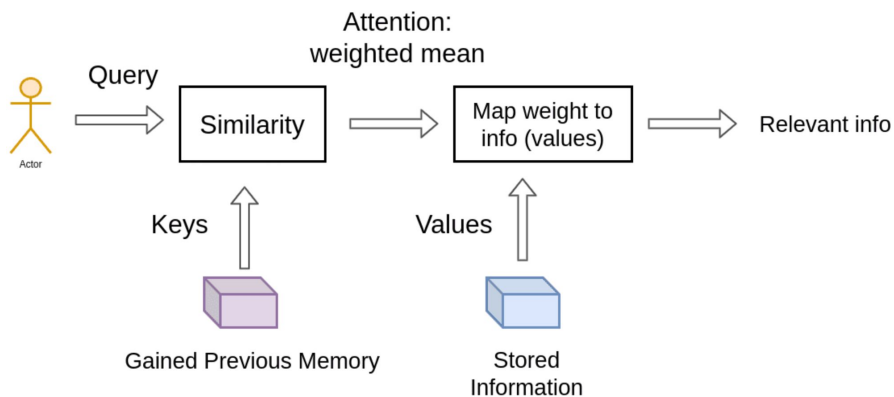 Attention:
weighted mean
Query
Actor
Similarity
Map weight to
info (values)
Relevant info
Keys
Values
Gained Previous Memory
Stored
Information